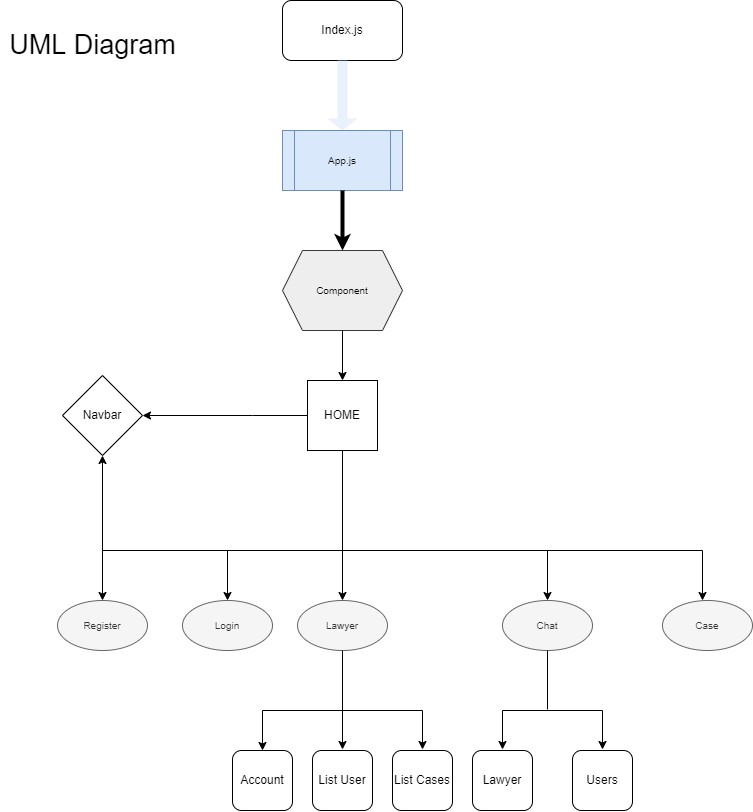 Index.js
UML Diagram
App.js
Component
Navbar
HOME
Register
Login
Lawyer
Chat
Case
Account
List User
List Cases
Lawyer
Users